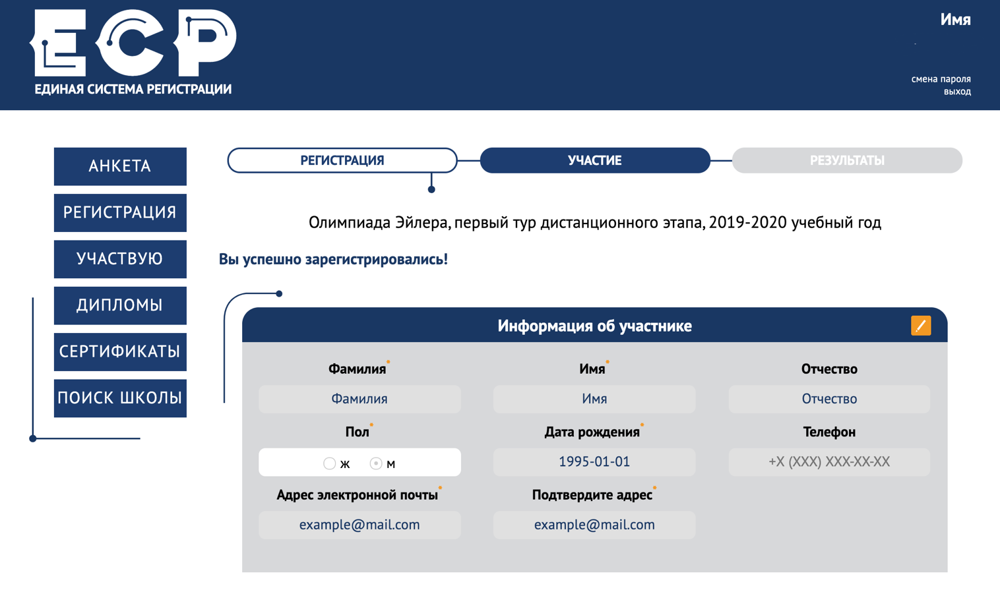 ЕСР
ЕДИНАЯ СИСТЕМА РЕГИСТРАЦИИ
Имя
смена пароля
выход
АНКЕТА
РЕГИСТРАЦИЯ
УЧАСТВУЮ
ДИПЛОМЫ
СЕРТИФИКАТЫ
ПОИСК ШКОЛЫ
РЕГИСТРАЦИЯ УЧАСТИЕ РЕЗУЛЬТАТЫ
Олимпиада Эйлера, первый тур дистанционного этапа, 2019-2020 учебный год
Вы успешно зарегистрировались!
Информация об участнике
Фамилия Имя Отчество
Фамилия Имя Отчество
Пол Дата рождения Телефон
ж м 1995-01-01 +X (XXX) XXX-XX-XX
Адрес электронной почты Подтвердите адрес
example@mail.com example@mail.com